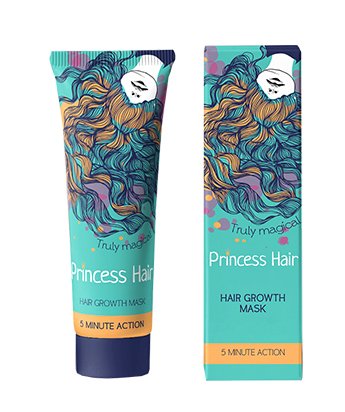 Truly magical
Princess Hair
HAIR GROWTH MASK
5 MINUTE ACTION
Truly magical
Princess Hair
HAIR GROWTH
MASK
5 MINUTE ACTION